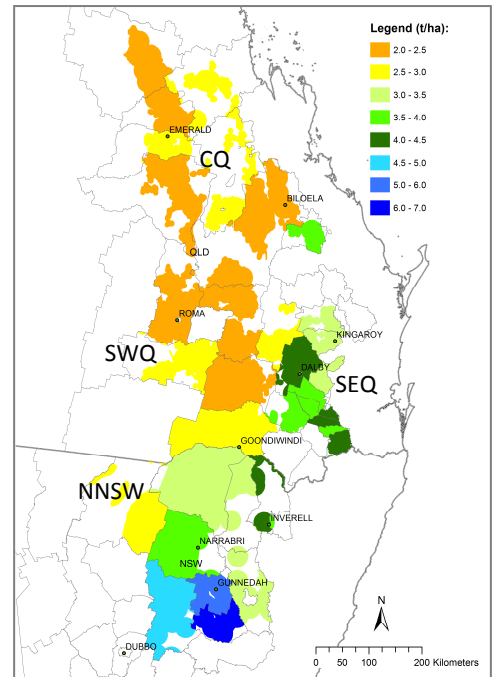 Legend (t/ha):
2.0 - 2.5
2.5 - 3.0
3.0 - 3.5
3.5 - 4.0
4.0 - 4.5
4.5 - 5.0
5.0 - 6.0
6.0 - 7.0
EMERALD
CQ
BILOELA
QLD
ROMA
KINGAROY
SWQ
DALBY
SEQ
GOONDIWINDI
NNSW
INVERELL
NARRABRI
NSW
GUNNEDAH
N
DUBBO
0 50 100 200 Kilometers